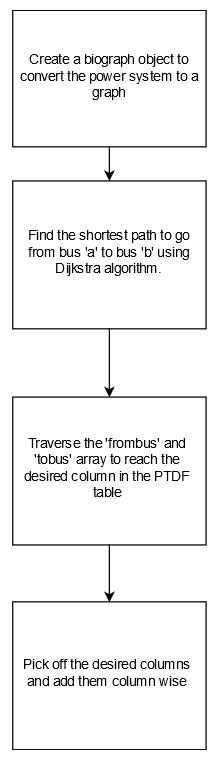 Create a biograph object to
convert the power system to a
graph
Find the shortest path to go
from bus 'a' to bus 'b' using
Dijkstra algorithm.
Traverse the 'frombus' and
'tobus' array to reach the
desired column in the PTDF
table
Pick off the desired columns
and add them column wise